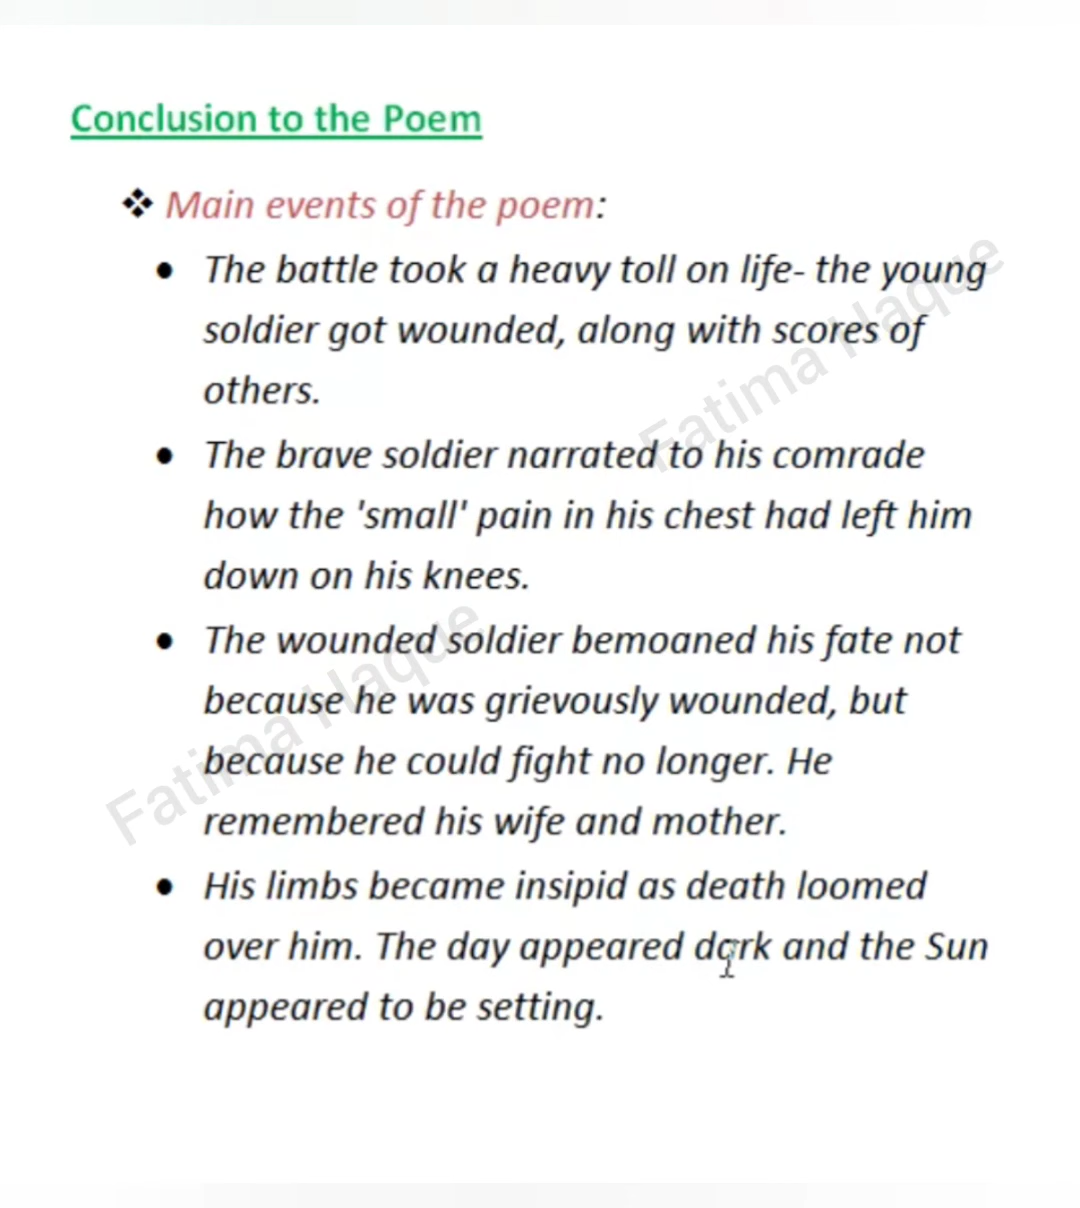 Conclusion to the Poem
❖ Main events of the poem:
• The battle took a heavy toll on life- the young
soldier got wounded, along with scores of
others.
• The brave soldier narrated to his comrade
how the 'small' pain in his chest had left him
down on his knees.
• The wounded soldier bemoaned his fate not
because he was grievously wounded, but
because he could fight no longer. He
remembered his wife and mother.
• His limbs became insipid as death loomed
over him. The day appeared dark and the Sun
appeared to be setting.
Fatima Haque
Fatima Haque